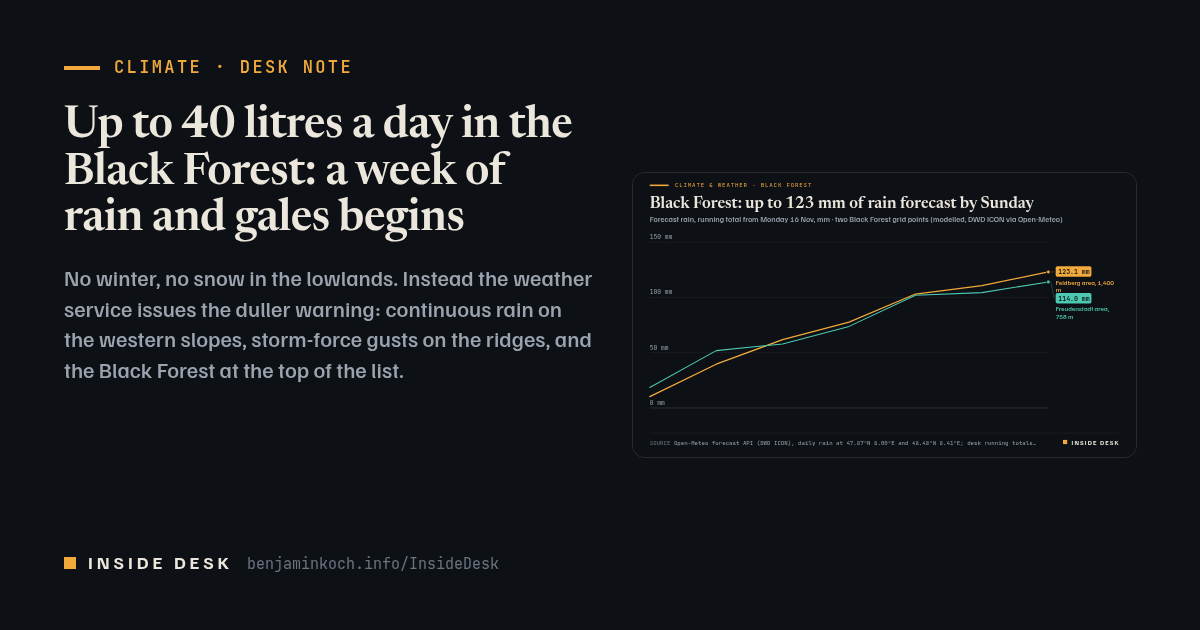 CLIMATE · DESK NOTE
Up to 40 litres a day in the
Black Forest: a week of
rain and gales begins
No winter, no snow in the lowlands. Instead the weather
service issues the duller warning: continuous rain on
the western slopes, storm-force gusts on the ridges, and
the Black Forest at the top of the list.
CLIMATE & WEATHER · BLACK FOREST
Black Forest: up to 123 mm of rain forecast by Sunday
Forecast rain, running total from Monday 16 Nov, mm · two Black Forest grid points (modelled, DWD ICON via Open-Meteo)
150 mm
100 mm
50 mm
0 mm
123.1 mm
Feldberg area, 1,400
m
114.0 mm
Freudenstadt area,
758 m
SOURCE Open-Meteo forecast API (DWD ICON), daily rain at 47.87°N 8.00°E and 48.48°N 8.41°E; desk running totals…
INSIDE DESK
INSIDE DESK benjaminkoch.info/InsideDesk